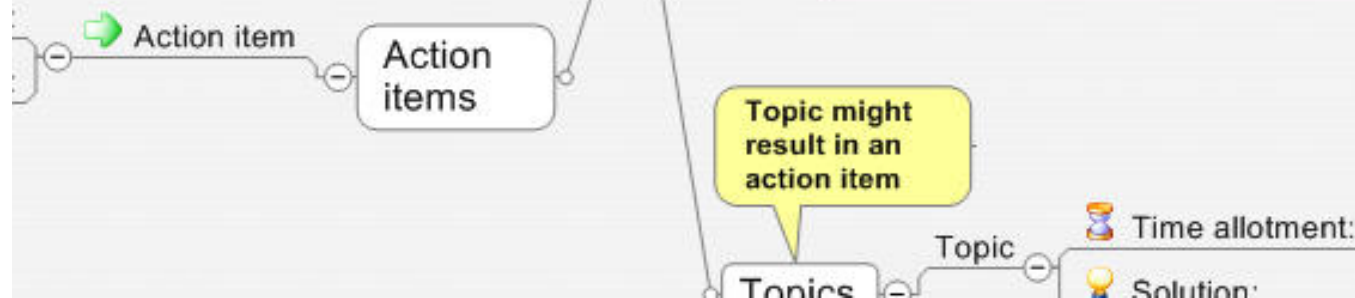 Action item
Action
items
Topic might
result in an
action item
Time allotment:
Topic
Topics
Solution: